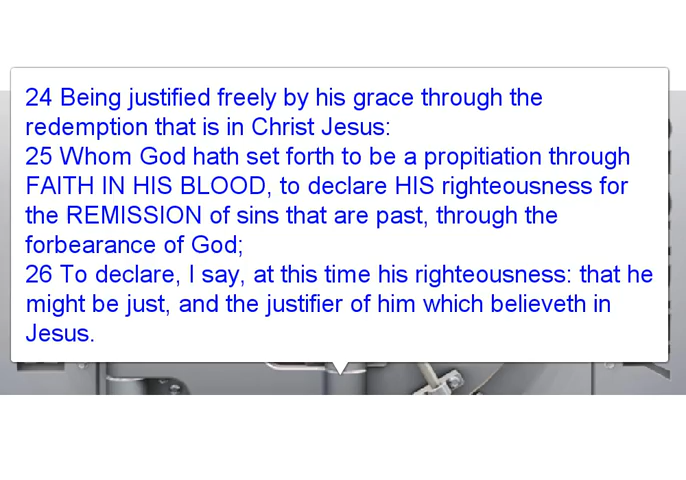 24 Being justified freely by his grace through the
redemption that is in Christ Jesus:
25 Whom God hath set forth to be a propitiation through
FAITH IN HIS BLOOD, to declare HIS righteousness for
the REMISSION of sins that are past, through the
forbearance of God;
26 To declare, I say, at this time his righteousness: that he
might be just, and the justifier of him which believeth in
Jesus.